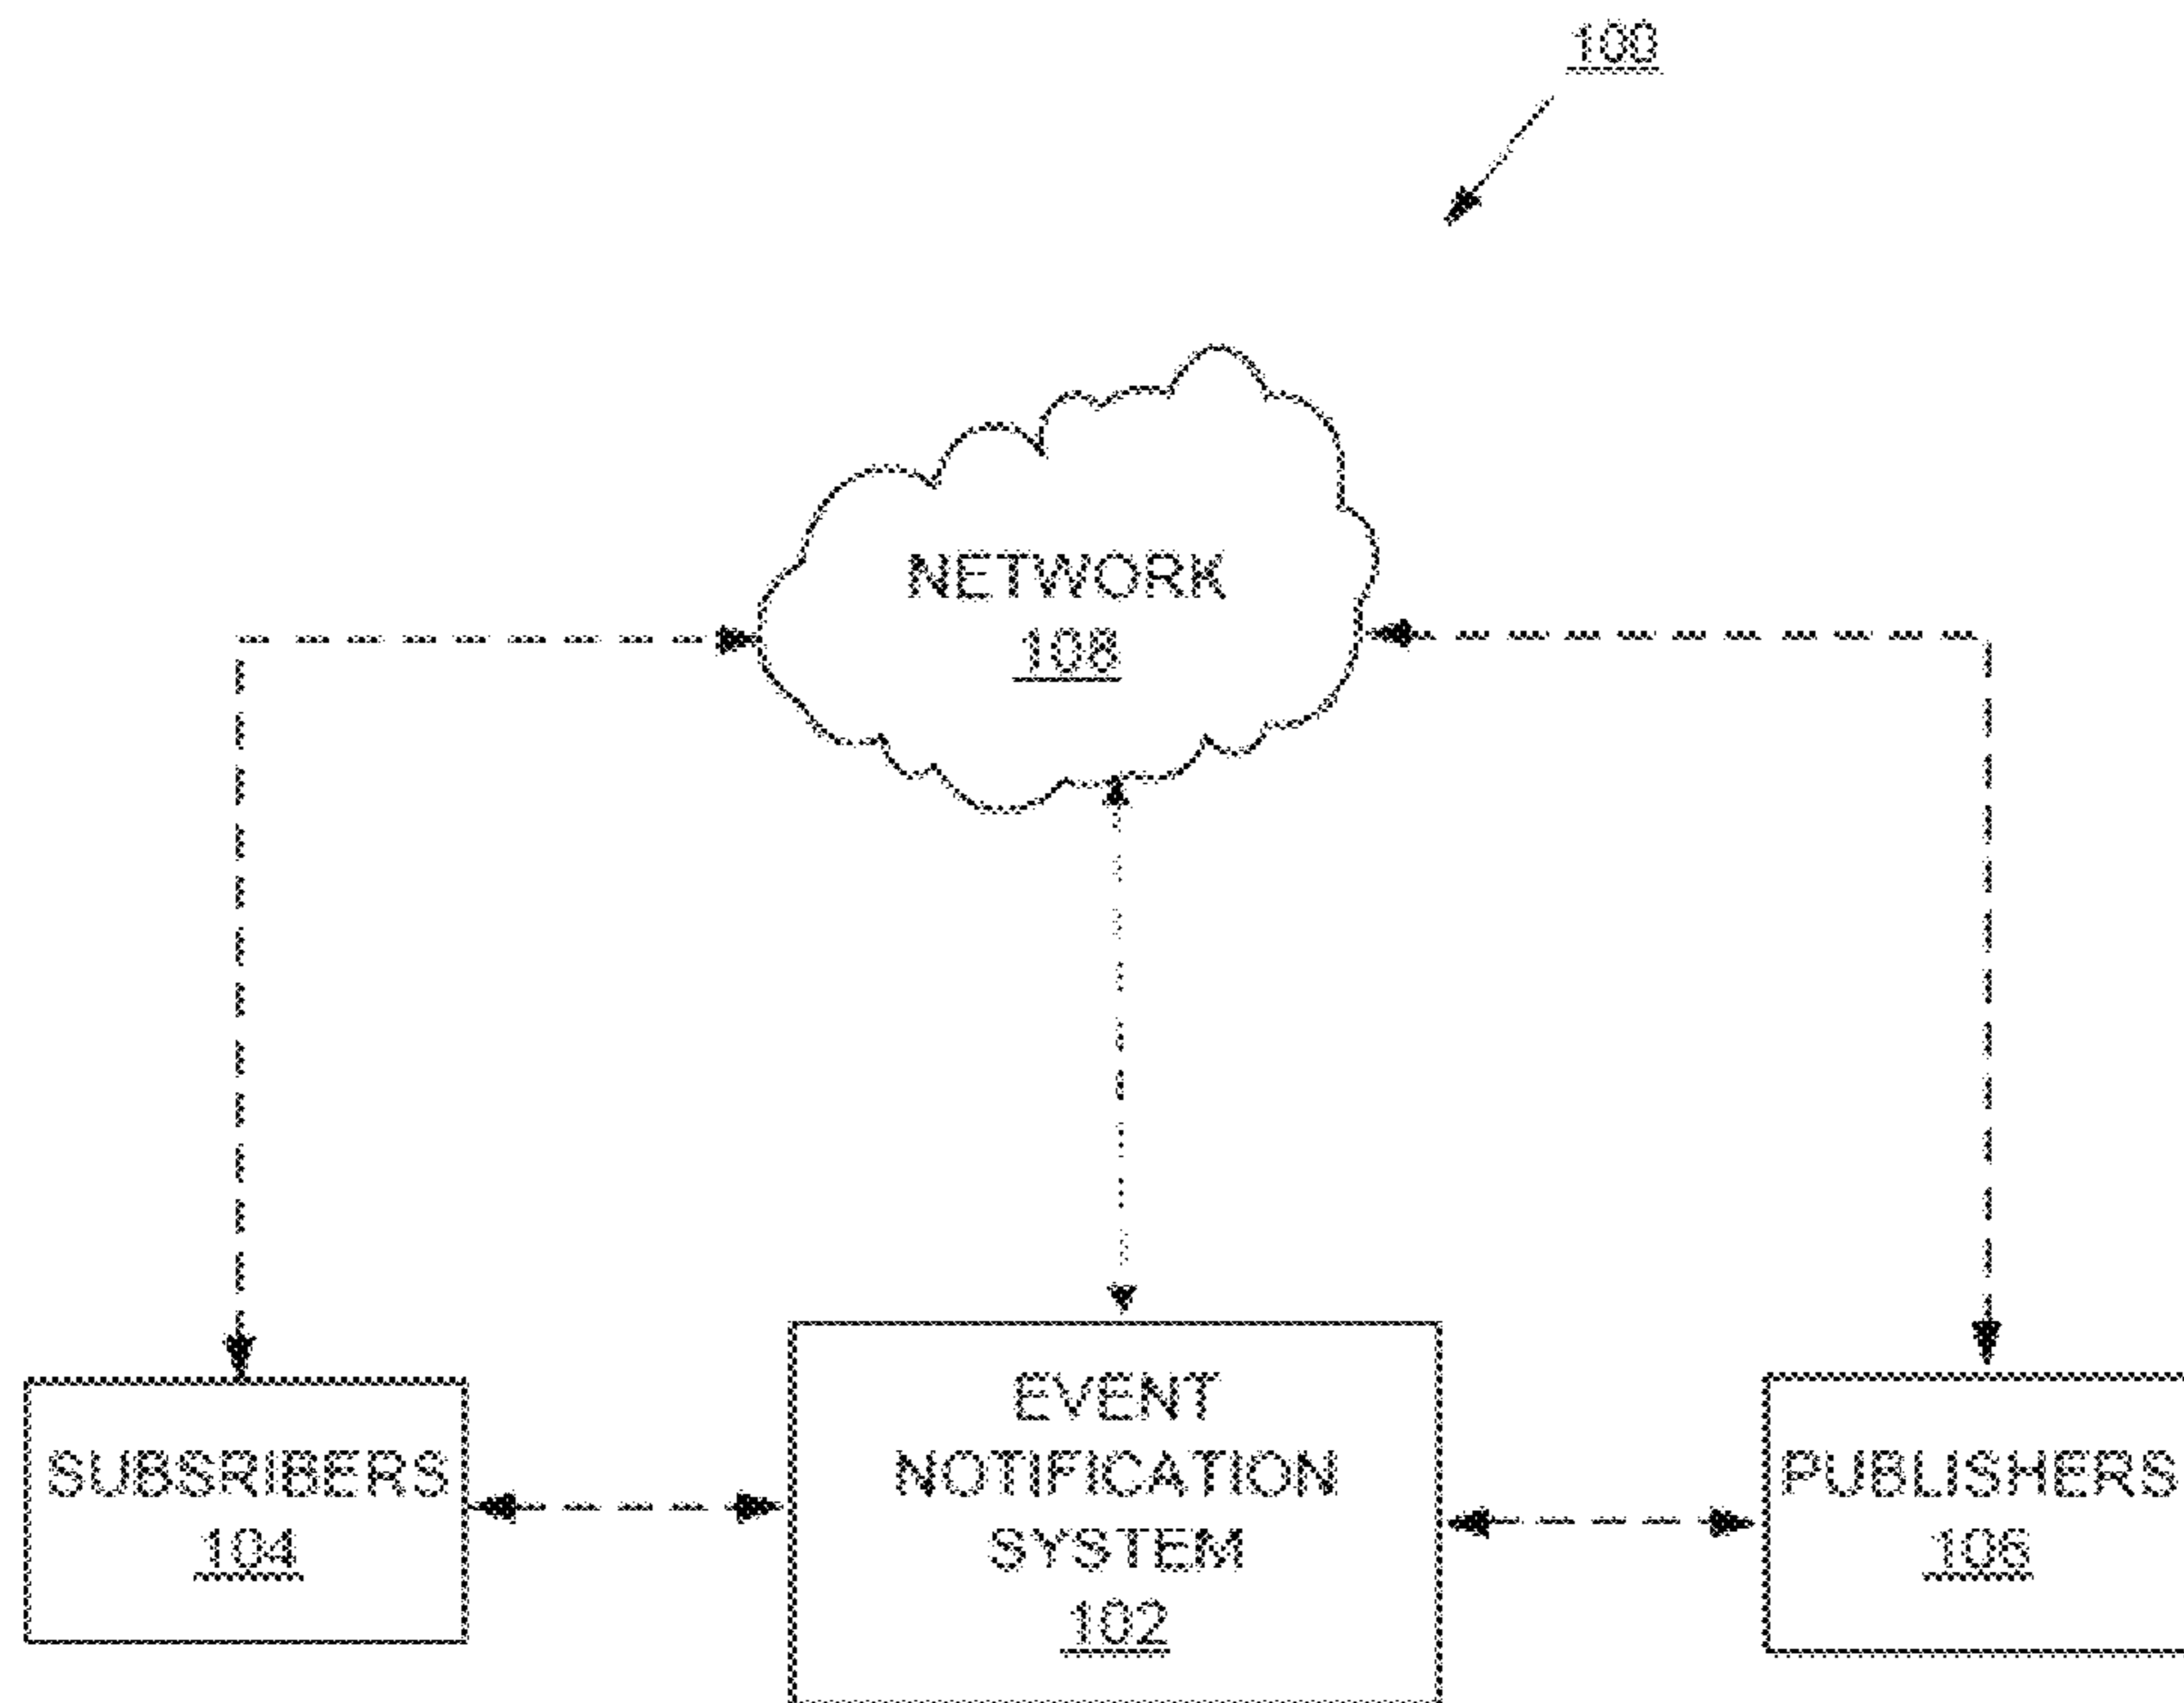 100
NETWORK
108
SUBSRIBERS
104
EVENT
NOTIFICATION
SYSTEM
102
PUBLISHERS
106